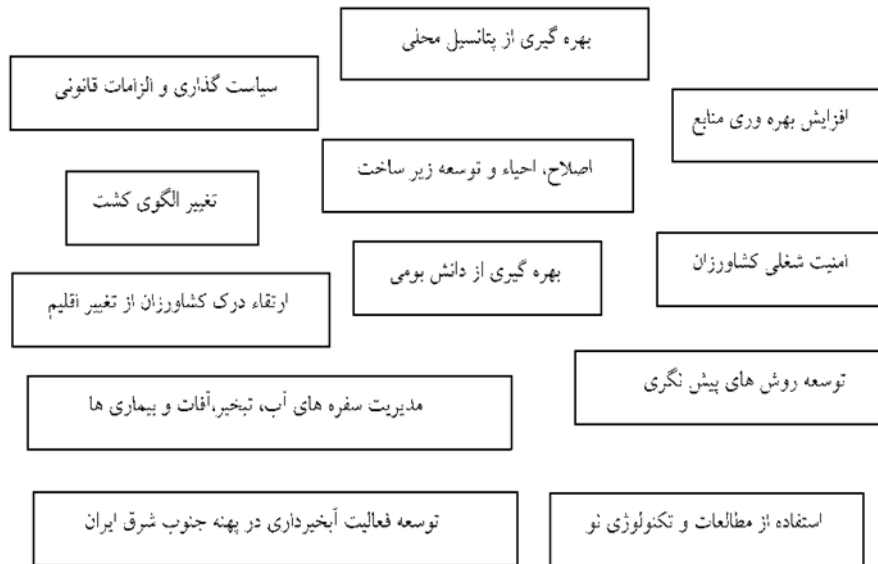 بهره گیری از پتانسیل محلی
سیاست گذاری و الزامات قانونی
افزایش بهره وری منابع
اصلاح، احیاء و توسعه زیر ساخت
تغییر الگوی کشت
امنیت شغلی کشاورزان
بهره گیری از دانش بومی
ارتقاء درک کشاورزان از تغییر اقلیم
توسعه روش های پیش نگری
مدیریت سفره های آب، تبخیر،آفات و بیماری ها
استفاده از مطالعات و تکنولوژی نو
توسعه فعالیت آبخیرداری در پهنه جنوب شرق ایران